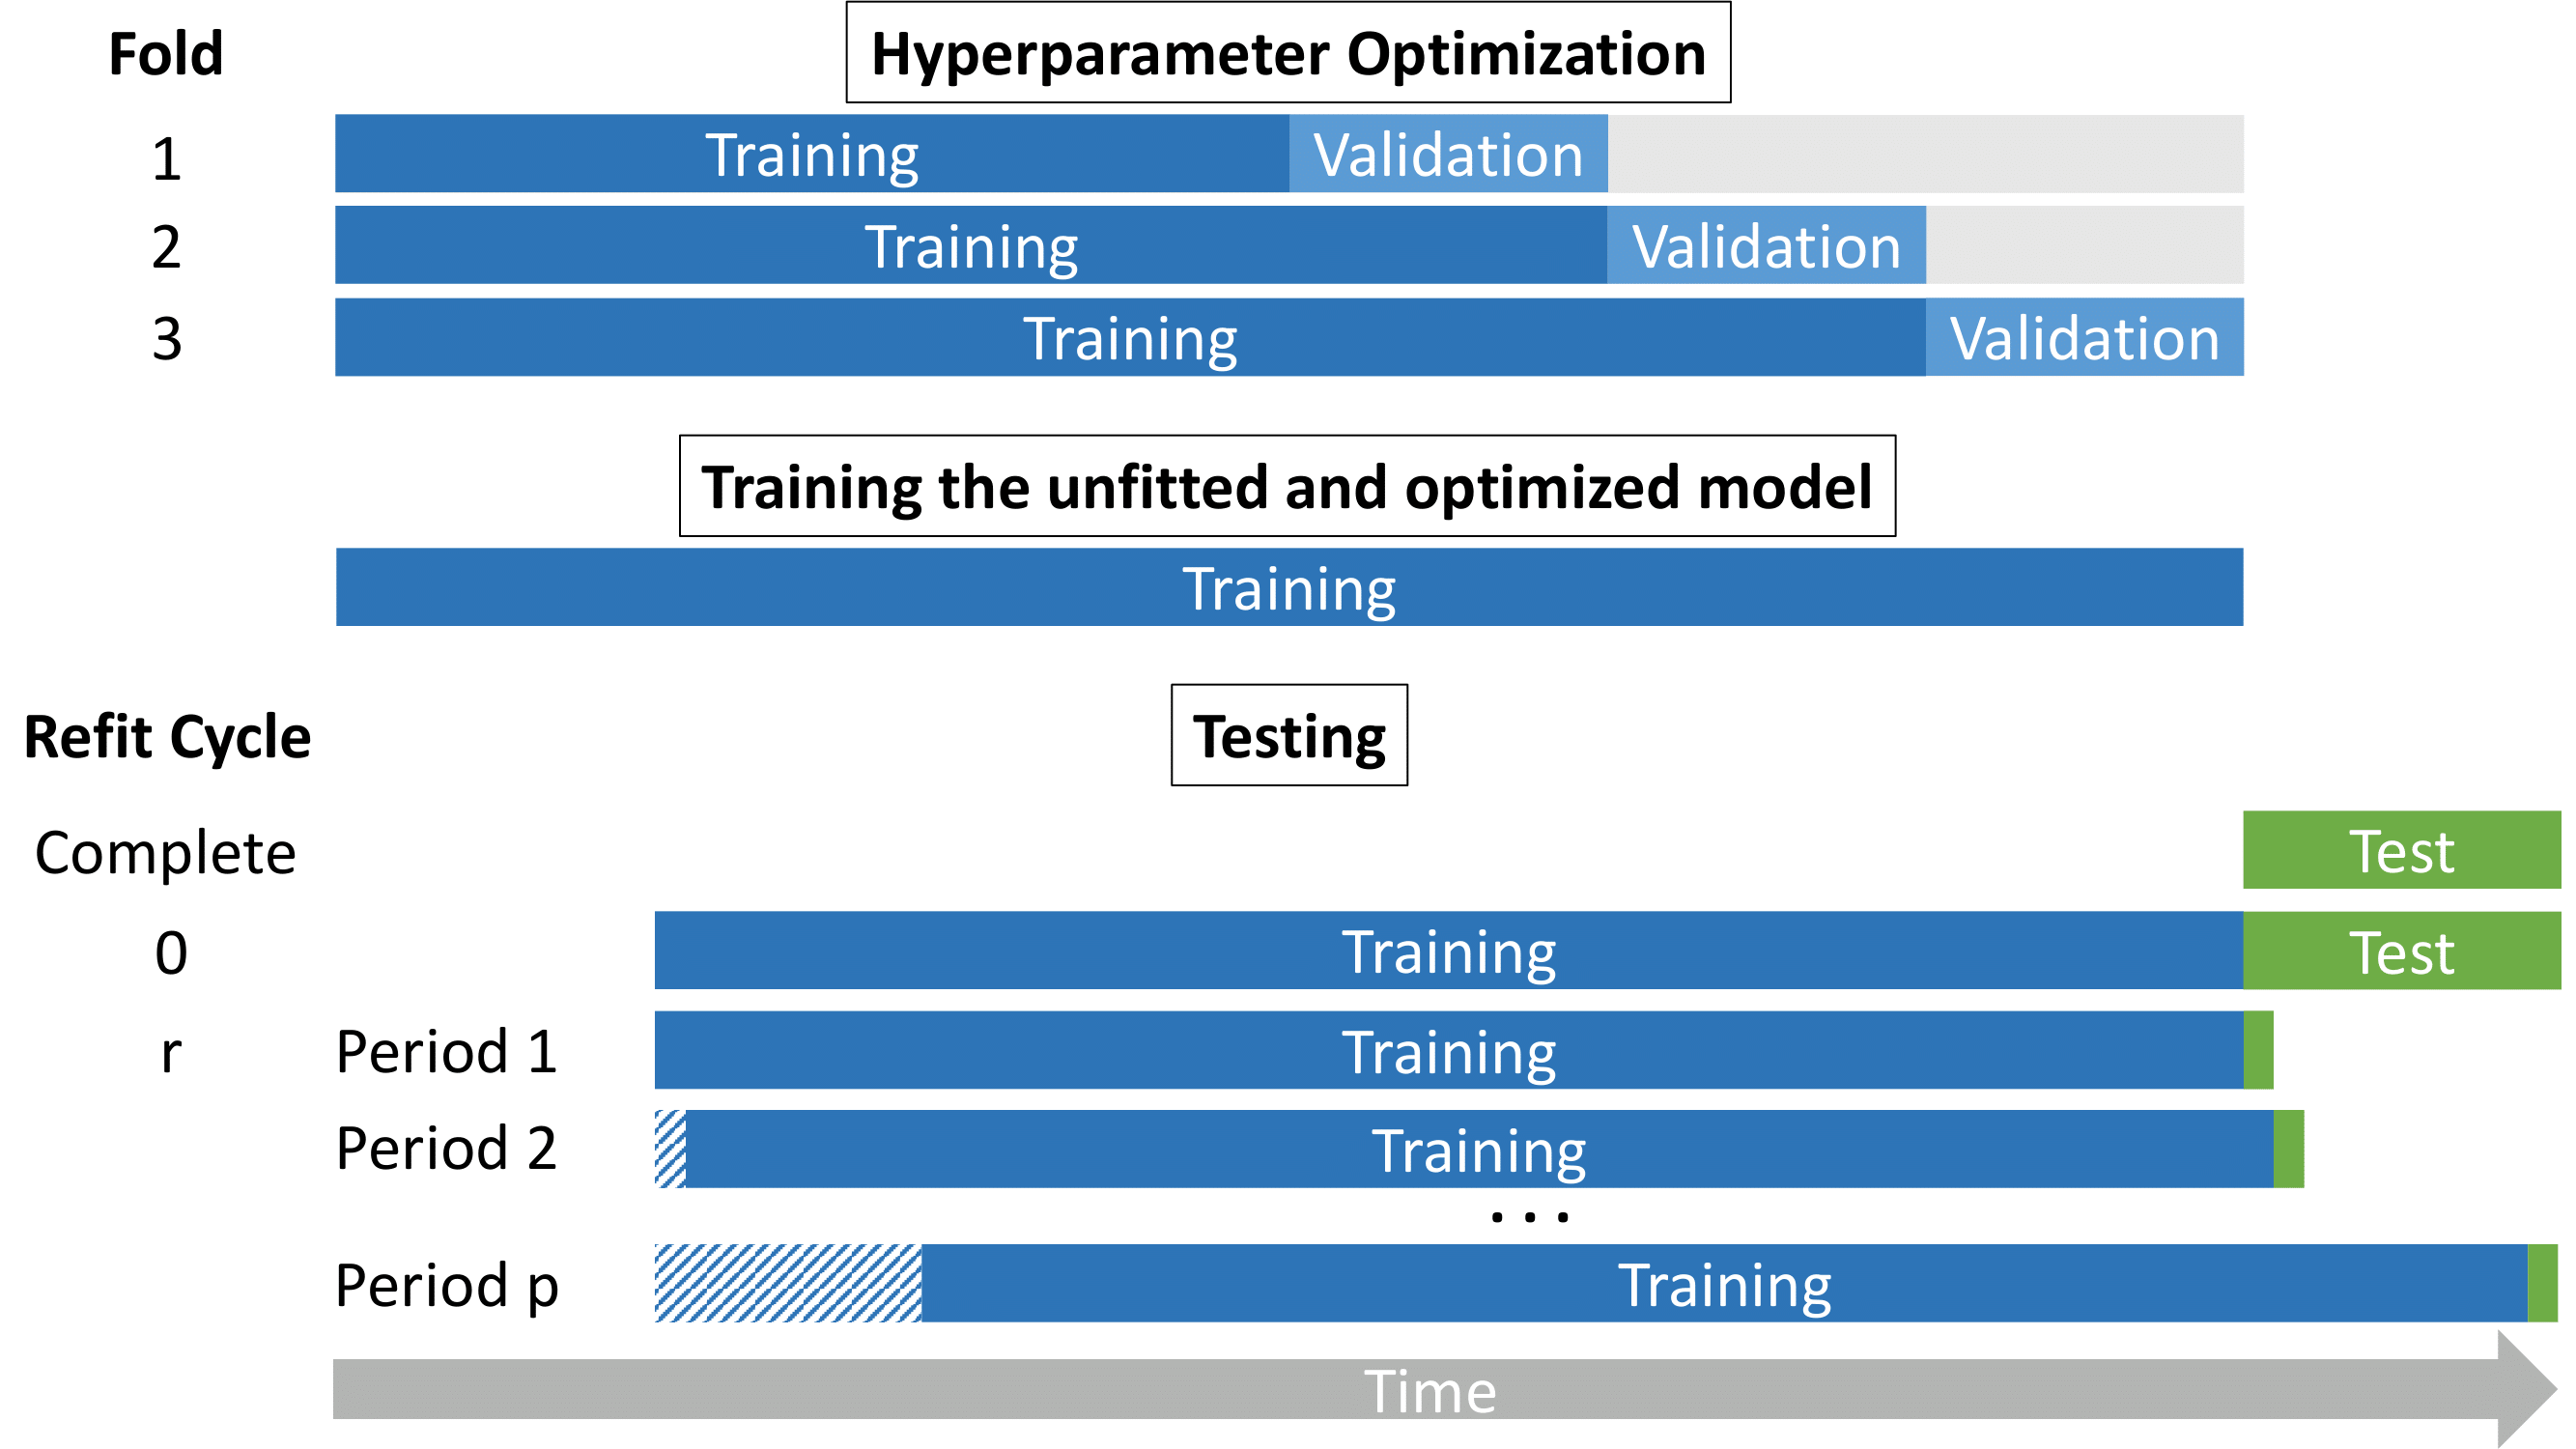 Fold
Hyperparameter Optimization
1
Training
Validation
2
Training
Validation
3
Training
Validation
Training the unfitted and optimized model
Training
Refit Cycle
Testing
Complete
Test
0
Training
Test
r
Period 1
Training
Period 2
Training
...
Period p
Training
Time